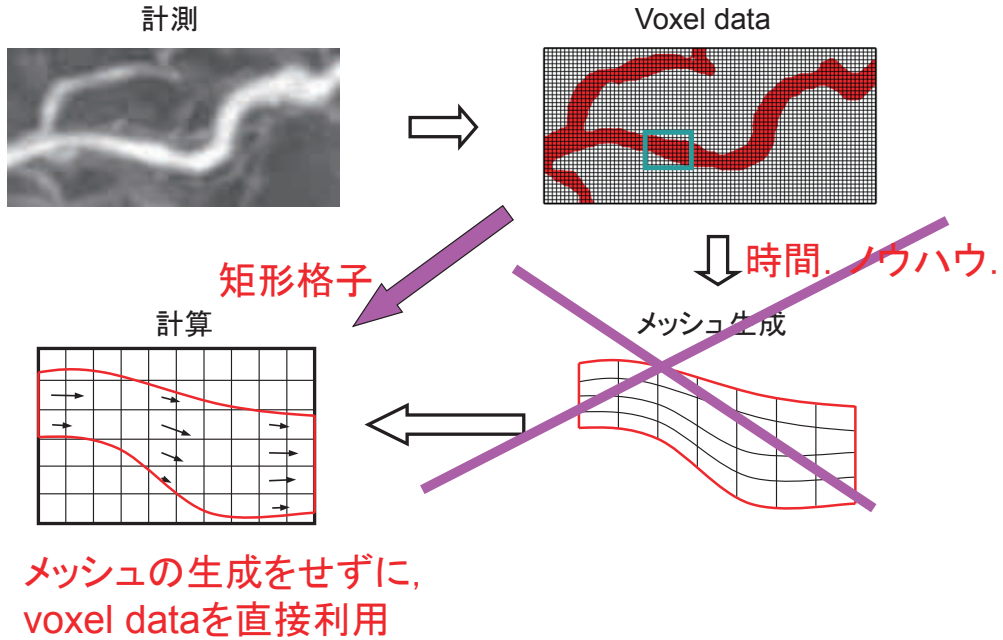 計測
Voxel data
時間．ノウハウ．
矩形格子
計算
メッシュ生成
メッシュの生成をせずに，
voxel dataを直接利用